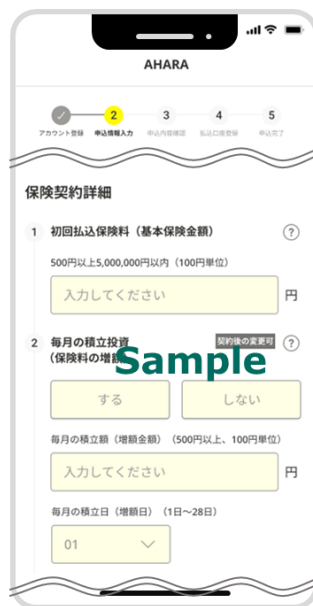 AHARA
2
3
4
5
アカウント登録
申込情報入力
申込内容確認
払込口座登録
申込完了
保険契約詳細
1 初回払込保険料（基本保険金額） ?
500円以上5,000,000円以内（100円単位）
入力してください 円
2 毎月の積立投資 契約後の変更可 ?
(保険料の増額
Sample
する しない
毎月の積立額（増額金額）（500円以上、100円単位）
入力してください 円
毎月の積立日（増額日）（1日〜28日）
01